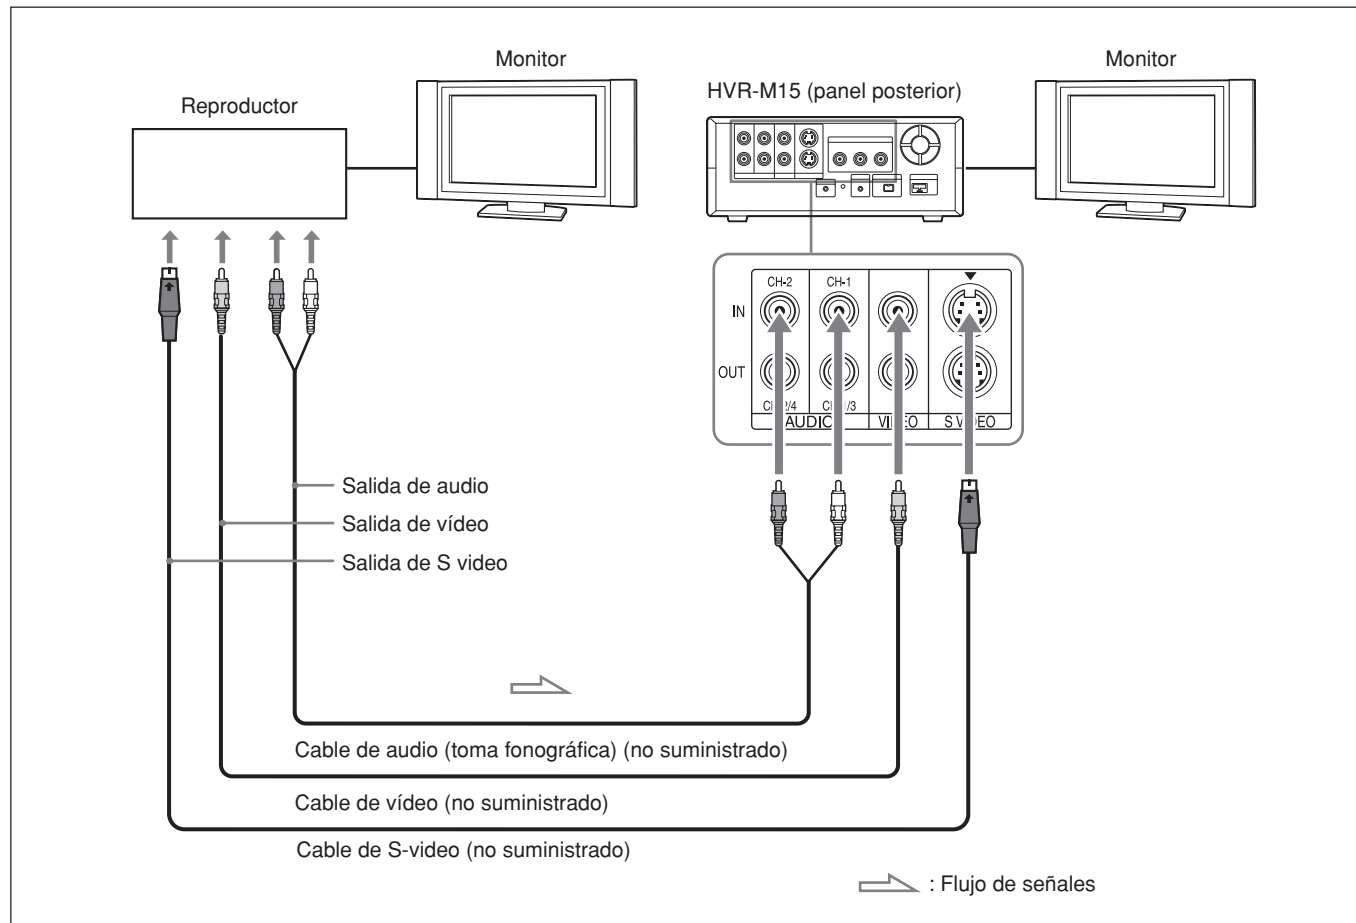 Monitor
Monitor
HVR-M15 (panel posterior)
Reproductor
CH-2
CH-1
IN
OUT
Salida de audio
Salida de vídeo
Salida de S video
Cable de audio (toma fonográfica) (no suministrado)
Cable de vídeo (no suministrado)
Cable de S-video (no suministrado)
: Flujo de señales